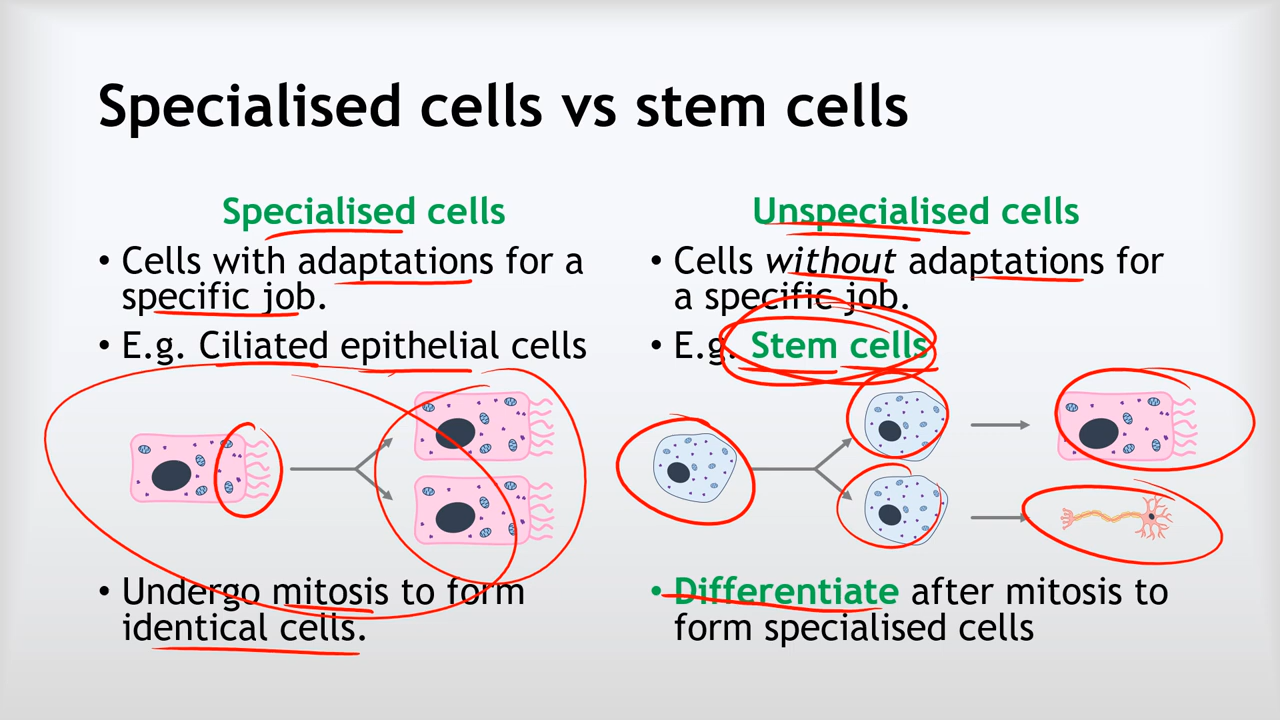 Specialised cells vs stem cells
Specialised cells
• Cells with adaptations for a
specific job.
• E.g. Ciliated epithelial cells
• Undergo mitosis to form
identical cells.
Unspecialised cells
• Cells without adaptations for
a specific job.
• E.g. Stem cells
• Differentiate after mitosis to
form specialised cells